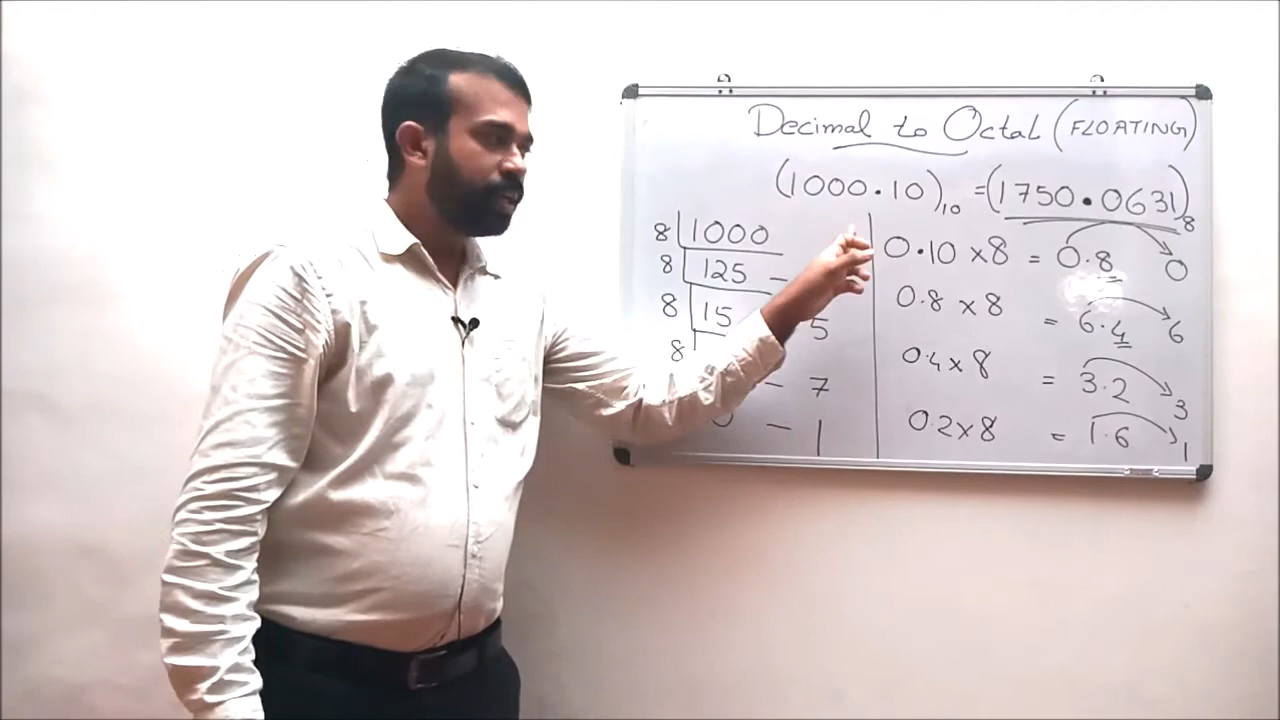 Decimal to Octal (FLOATING)
(1000.10)10 = (1750.0631)8
8 1000
8 125 -
8 15 5
8
- 7
- 1
0.10 × 8 = 0.8 0
0.8 × 8 = 6.4 6
0.4 × 8 = 3.2 3
0.2 × 8 = 1.6 1